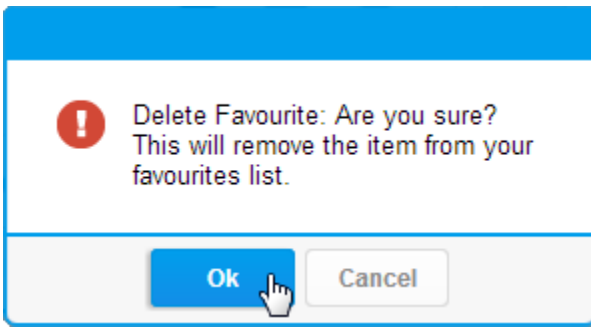 Delete Favourite: Are you sure?
This will remove the item from your
favourites list.
Ok
Cancel